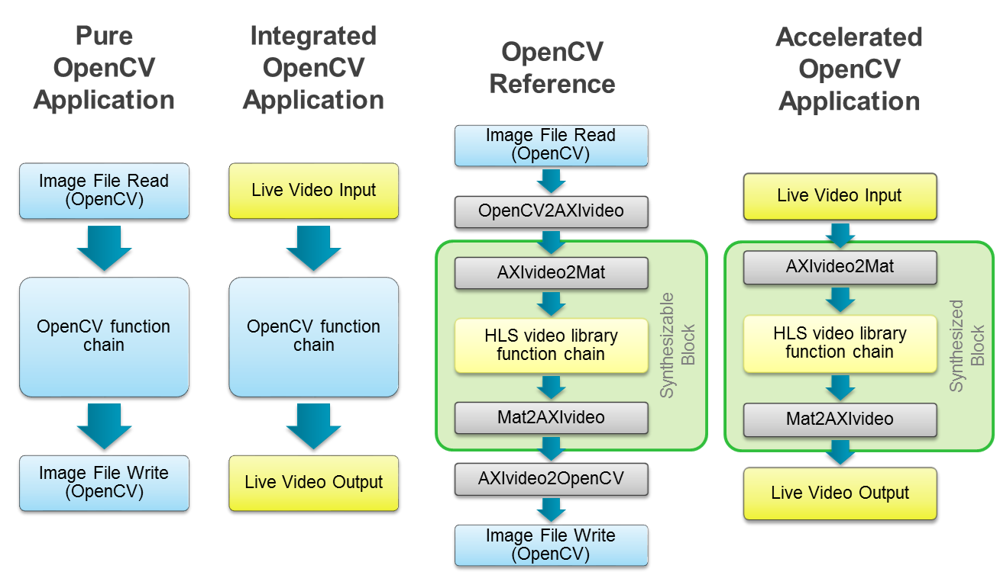 Pure
OpenCV
Application
Image File Read
(OpenCV)
OpenCV function
chain
Image File Write
(OpenCV)
Integrated
OpenCV
Application
Live Video Input
OpenCV function
chain
Live Video Output
OpenCV
Reference
Image File Read
(OpenCV)
OpenCV2AXIvideo
AXIvideo2Mat
HLS video library
function chain
Mat2AXIvideo
Synthesizable
Block
AXIvideo2OpenCV
Image File Write
(OpenCV)
Accelerated
OpenCV
Application
Live Video Input
AXIvideo2Mat
HLS video library
function chain
Mat2AXIvideo
Synthesized
Block
Live Video Output